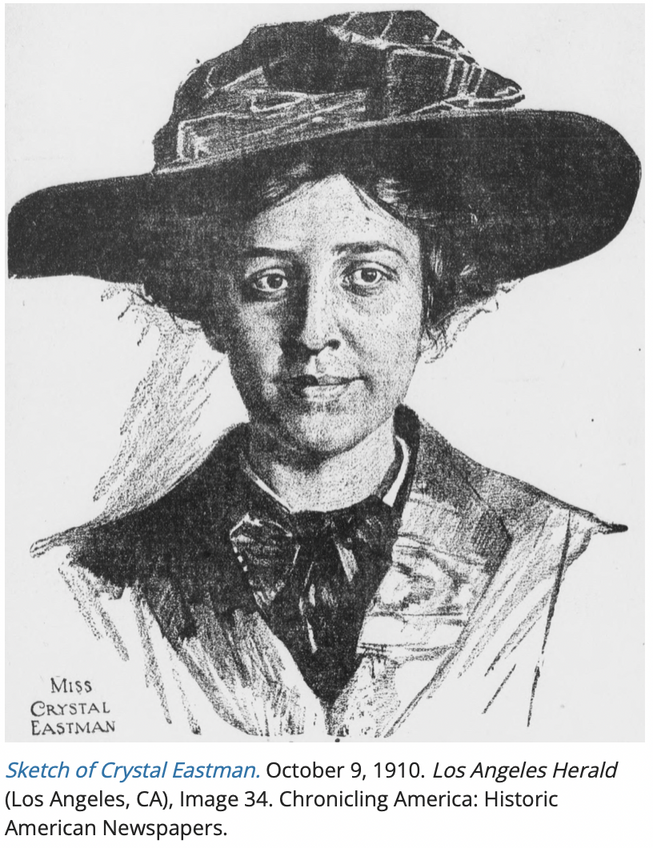 MISS
CRYSTAL
EASTMAN
Sketch of Crystal Eastman. October 9, 1910. Los Angeles Herald
(Los Angeles, CA), Image 34. Chronicling America: Historic
American Newspapers.